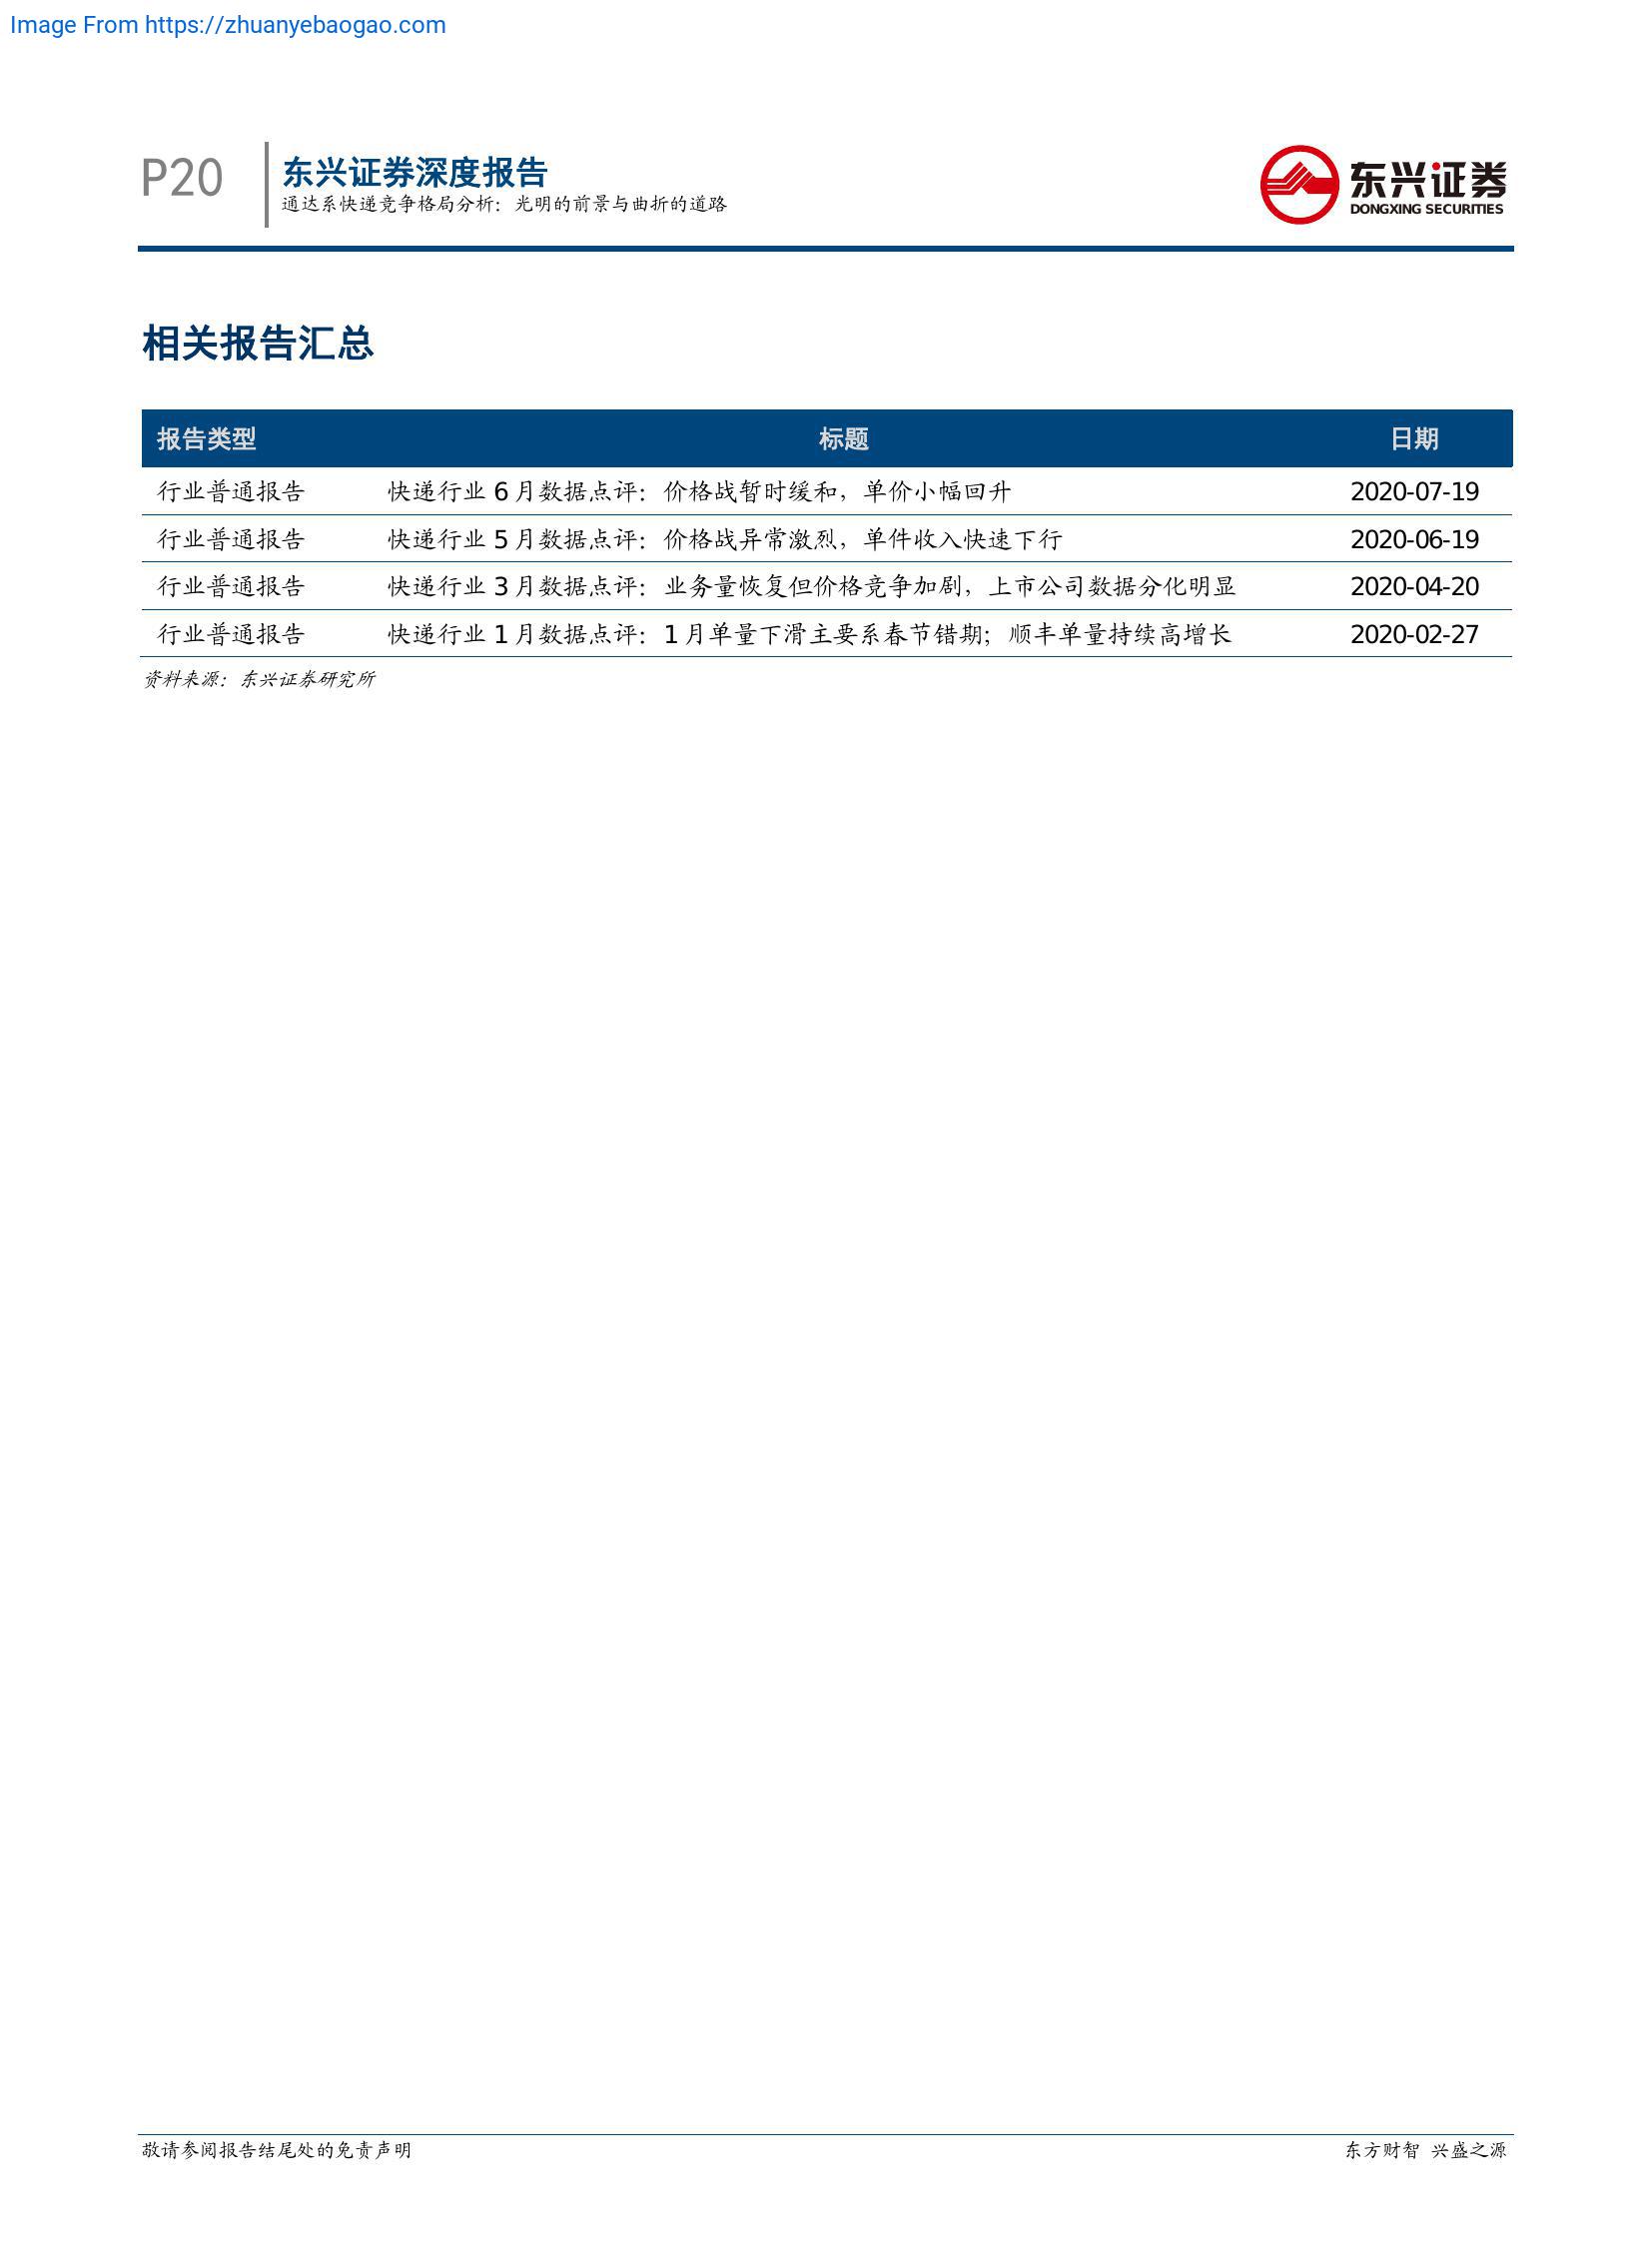 Image From https://zhuanyebaogao.com
P20
东兴证券深度报告
通达系快递竞争格局分析：光明的前景与曲折的道路
东兴证券
DONGXING SECURITIES
相关报告汇总
报告类型 标题 日期
行业普通报告 快递行业 6 月数据点评：价格战暂时缓和，单价小幅回升 2020-07-19
行业普通报告 快递行业 5 月数据点评：价格战异常激烈，单件收入快速下行 2020-06-19
行业普通报告 快递行业 3 月数据点评：业务量恢复但价格竞争加剧，上市公司数据分化明显 2020-04-20
行业普通报告 快递行业 1 月数据点评：1 月单量下滑主要系春节错期；顺丰单量持续高增长 2020-02-27
资料来源：东兴证券研究所
敬请参阅报告结尾处的免责声明 东方财智 兴盛之源